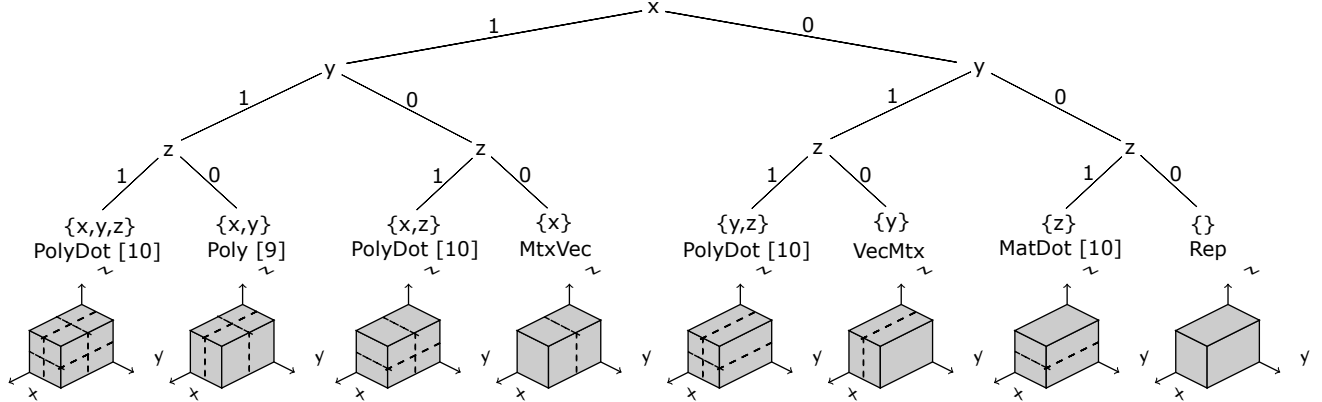 x
1
0
y
y
1
0
1
0
z
z
z
z
1
0
1
0
1
0
1
0
{x,y,z}
{x,y}
{x,z}
{x}
{y,z}
{y}
{z}
{}
PolyDot [10]
Poly [9]
PolyDot [10]
MtxVec
PolyDot [10]
VecMtx
MatDot [10]
Rep
z
z
z
z
z
z
z
z
y
y
y
y
y
y
y
y
x
x
x
x
x
x
x
x